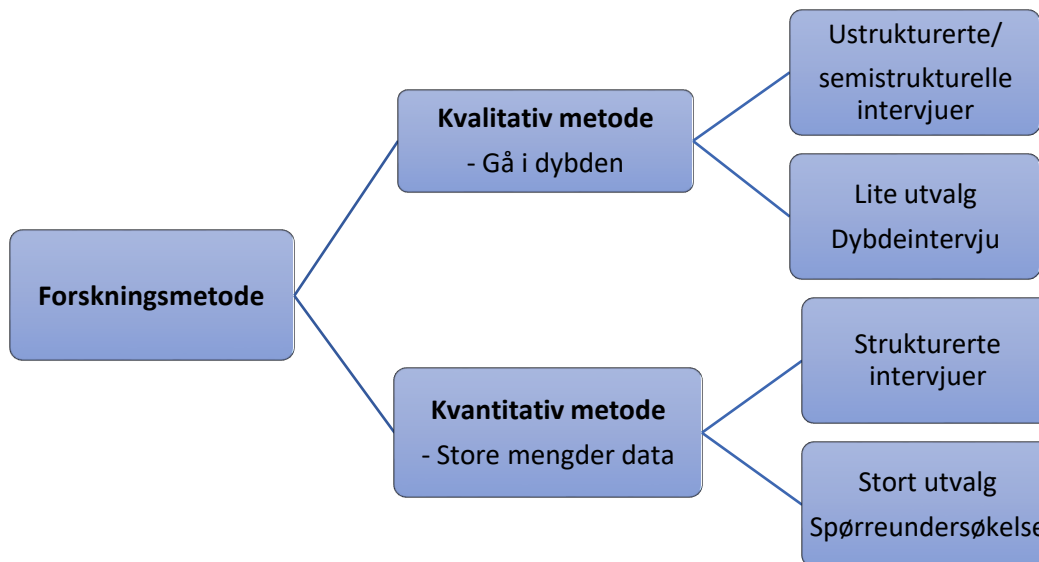 Forskningsmetode
Kvalitativ metode
- Gå i dybden
Ustrukturerte/
semistrukturelle
intervjuer
Lite utvalg
Dybdeintervju
Kvantitativ metode
- Store mengder data
Strukturerte
intervjuer
Stort utvalg
Spørreundersøkelse